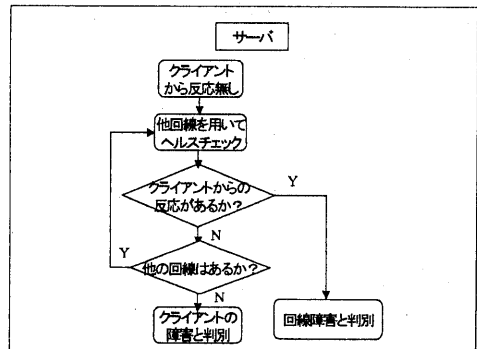 サーバ
クライアント
から反応無し
他回線を用いて
ヘルスチェック
クライアントからの
反応があるか？
Y
N
Y
他の回線はあるか？
N
クライアントの
障害と判別
回線障害と判別